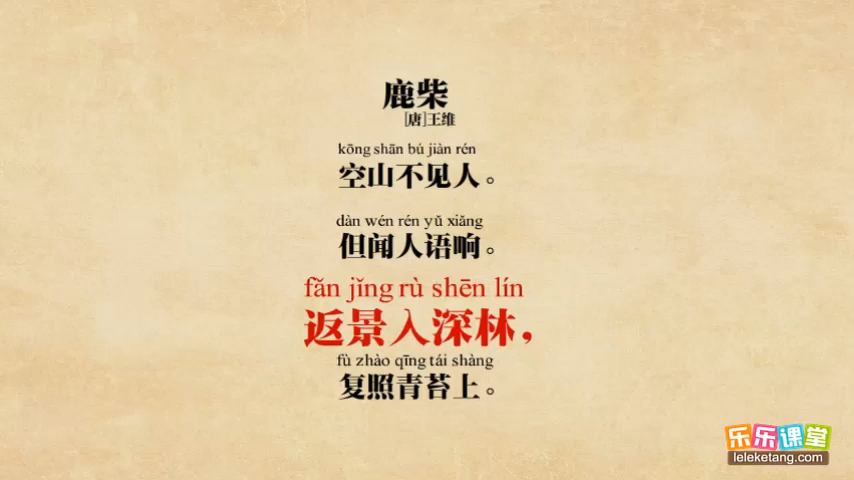 鹿柴
[唐]王维
kōng shān bú jiàn rén
空山不见人。
dàn wén rén yǔ xiǎng
但闻人语响。
fǎn jǐng rù shēn lín
返景入深林，
fù zhào qīng tái shàng
复照青苔上。
乐乐课堂
leleketang.com